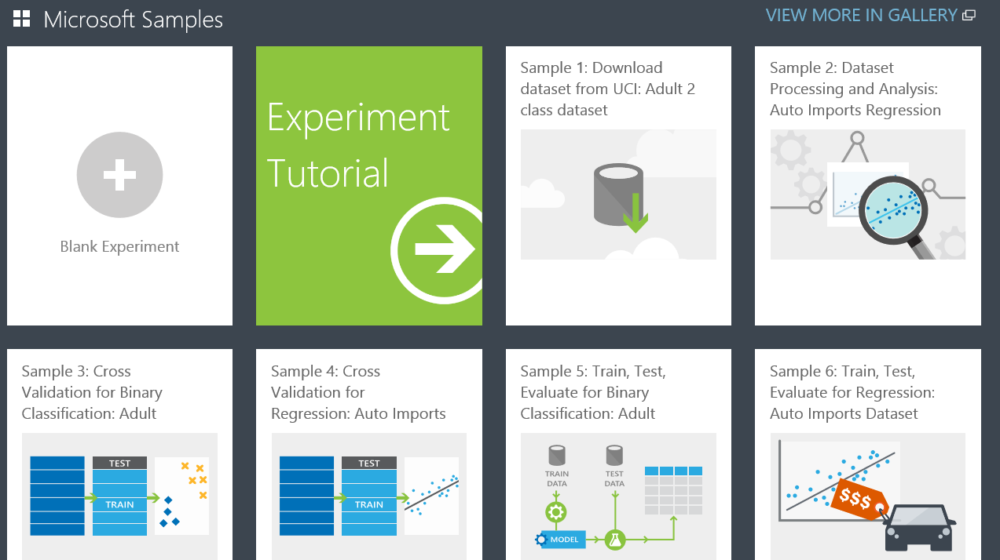 Microsoft Samples
VIEW MORE IN GALLERY
Blank Experiment
Experiment
Tutorial
Sample 1: Download
dataset from UCI: Adult 2
class dataset
Sample 2: Dataset
Processing and Analysis:
Auto Imports Regression
Sample 3: Cross
Validation for Binary
Classification: Adult
TEST
TRAIN
Sample 4: Cross
Validation for
Regression: Auto Imports
TEST
TRAIN
Sample 5: Train, Test,
Evaluate for Binary
Classification: Adult
TRAIN
DATA
TEST
DATA
MODEL
Sample 6: Train, Test,
Evaluate for Regression:
Auto Imports Dataset
$$$